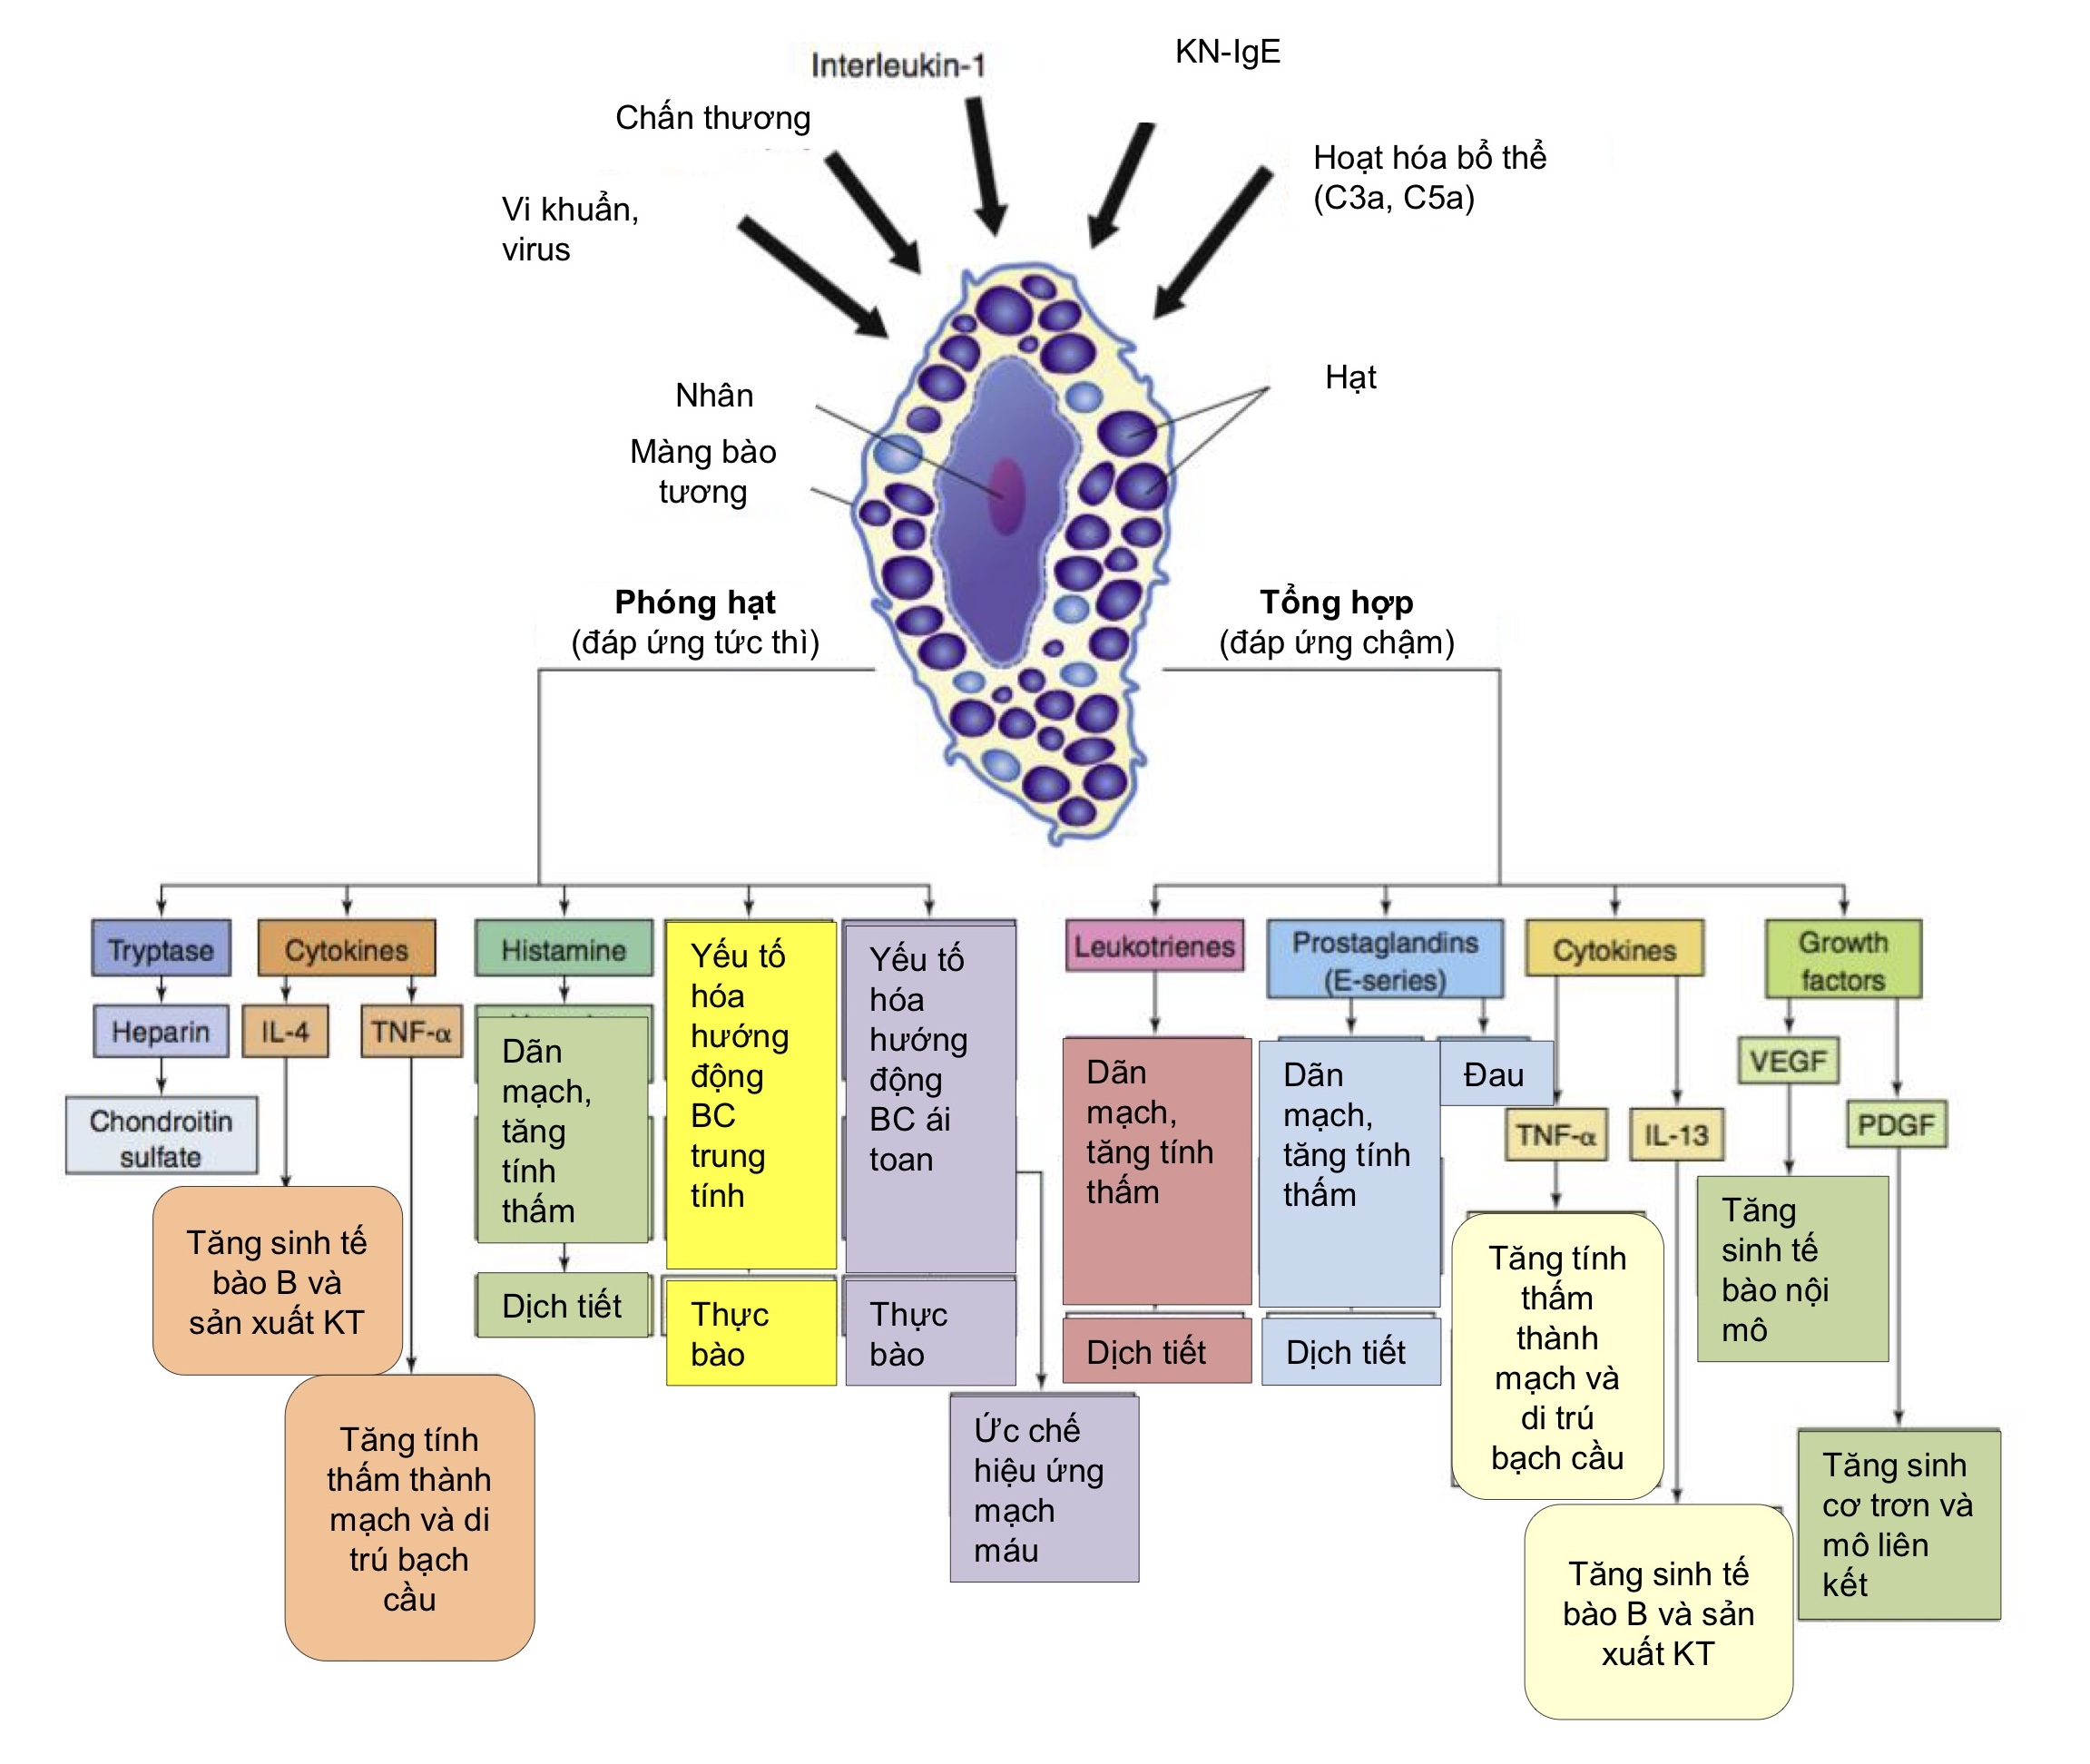 Interleukin-1
KN-IgE
Chấn thương
Hoạt hóa bổ thể
(C3a, C5a)
Vi khuẩn,
virus
Nhân
Hạt
Màng bào
tương
Phóng hạt
(đáp ứng tức thì)
Tổng hợp
(đáp ứng chậm)
Tryptase
Heparin
Chondroitin
sulfate
Cytokines
IL-4
TNF-α
Tăng sinh tế
bào B và
sản xuất KT
Tăng tính
thấm thành
mạch và di
trú bạch
cầu
Histamine
Dãn
mạch,
tăng
tính
thấm
Dịch tiết
Yếu tố
hóa
hướng
động
BC
trung
tính
Thực
bào
Yếu tố
hóa
hướng
động
BC ái
toan
Thực
bào
Ức chế
hiệu ứng
mạch
máu
Leukotrienes
Dãn
mạch,
tăng tính
thấm
Dịch tiết
Prostaglandins
(E-series)
Dãn
mạch,
tăng tính
thấm
Dịch tiết
Đau
Cytokines
TNF-α
IL-13
Tăng tính
thấm
thành
mạch và
di trú
bạch cầu
Tăng sinh tế
bào B và sản
xuất KT
Growth
factors
VEGF
PDGF
Tăng
sinh tế
bào nội
mô
Tăng sinh
cơ trơn và
mô liên
kết